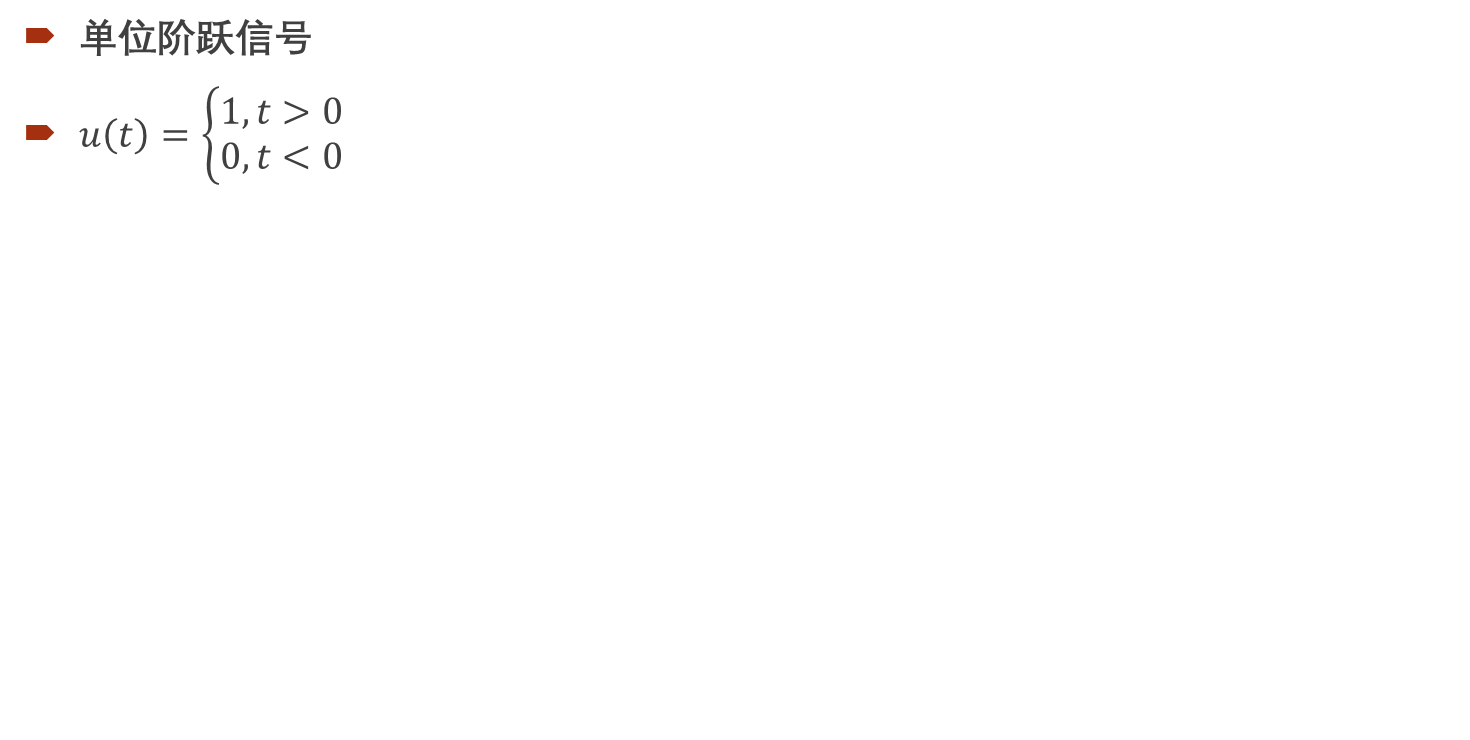 单位阶跃信号
u(t) = {1, t > 0
0, t < 0